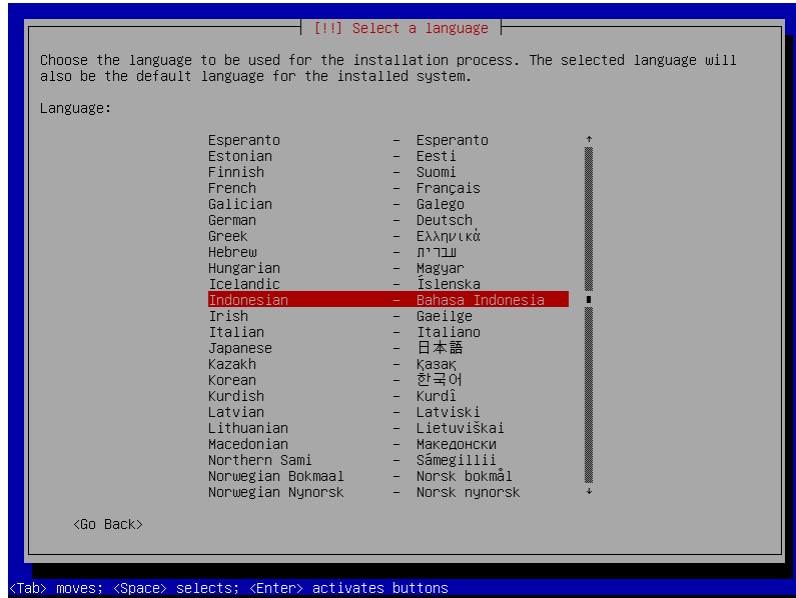 [!!] Select a language
Choose the language to be used for the installation process. The selected language will
also be the default language for the installed system.
Language:
Esperanto - Esperanto
Estonian - Eesti
Finnish - Suomi
French - Français
Galician - Galego
German - Deutsch
Greek - Ελληνικά
Hebrew - עברית
Hungarian - Magyar
Icelandic - Íslenska
Indonesian - Bahasa Indonesia
Irish - Gaeilge
Italian - Italiano
Japanese - 日本語
Kazakh - Қазақ
Korean - 한국어
Kurdish - Kurdî
Latvian - Latviski
Lithuanian - Lietuviškai
Macedonian - Македонски
Northern Sami - Sámegillii
Norwegian Bokmaal - Norsk bokmål
Norwegian Nynorsk - Norsk nynorsk
<Go Back>
<Tab> moves; <Space> selects; <Enter> activates buttons